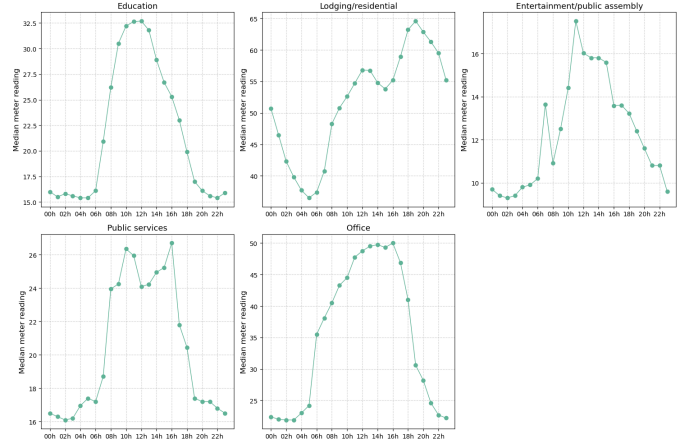 Education
Lodging/residential
Entertainment/public assembly
Median meter reading
32.5
30.0
27.5
25.0
22.5
20.0
17.5
15.0
00h 02h 04h 06h 08h 10h 12h 14h 16h 18h 20h 22h
Median meter reading
65
60
55
50
45
40
00h 02h 04h 06h 08h 10h 12h 14h 16h 18h 20h 22h
Median meter reading
16
14
12
10
00h 02h 04h 06h 08h 10h 12h 14h 16h 18h 20h 22h
Public services
Office
Median meter reading
26
24
22
20
18
16
00h 02h 04h 06h 08h 10h 12h 14h 16h 18h 20h 22h
Median meter reading
50
45
40
35
30
25
00h 02h 04h 06h 08h 10h 12h 14h 16h 18h 20h 22h